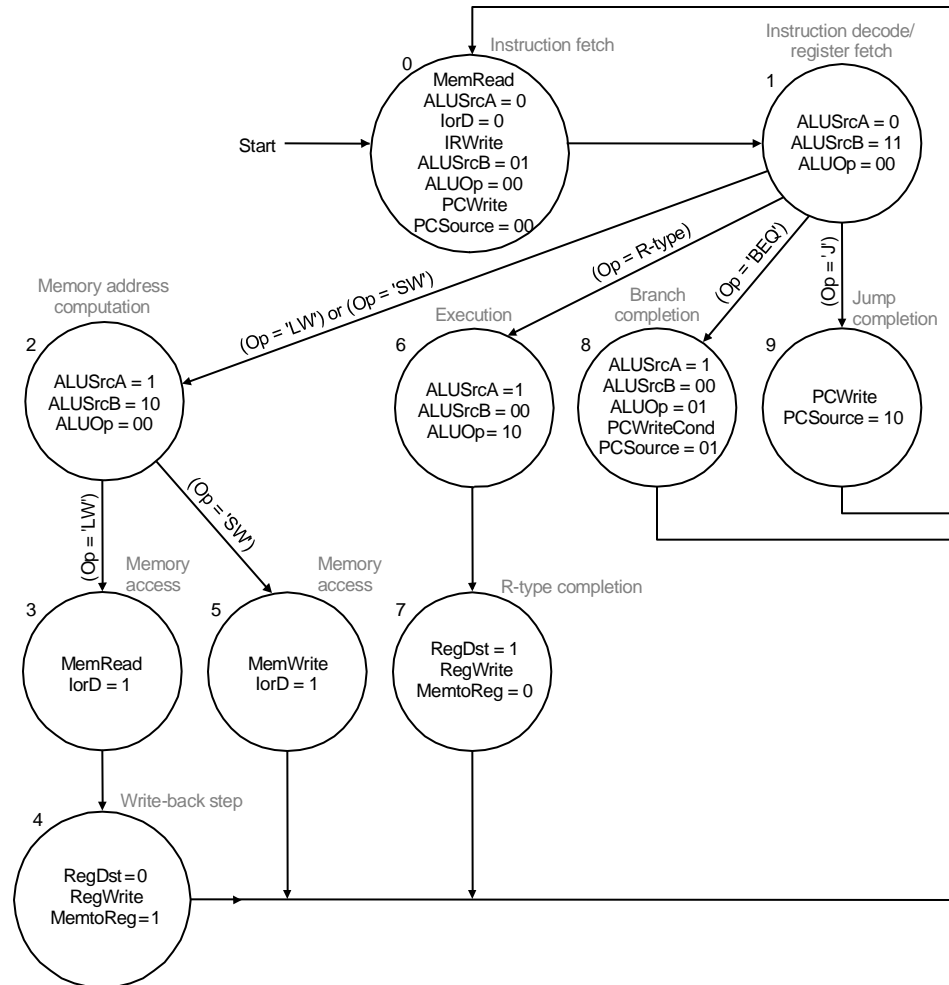 Instruction fetch
0
MemRead
ALUSrcA = 0
IorD = 0
IRWrite
ALUSrcB = 01
ALUOp = 00
PCWrite
PCSource = 00
Start
Instruction decode/
register fetch
1
ALUSrcA = 0
ALUSrcB = 11
ALUOp = 00
(Op = 'LW') or (Op = 'SW')
(Op = R-type)
(Op = 'BEQ')
(Op = 'J')
Memory address
computation
2
ALUSrcA = 1
ALUSrcB = 10
ALUOp = 00
Execution
6
ALUSrcA =1
ALUSrcB = 00
ALUOp= 10
Branch
completion
8
ALUSrcA = 1
ALUSrcB = 00
ALUOp = 01
PCWriteCond
PCSource = 01
Jump
completion
9
PCWrite
PCSource = 10
(Op = 'LW')
(Op = 'SW')
Memory
access
3
MemRead
IorD = 1
Memory
access
5
MemWrite
IorD = 1
R-type completion
7
RegDst = 1
RegWrite
MemtoReg = 0
Write-back step
4
RegDst=0
RegWrite
MemtoReg=1